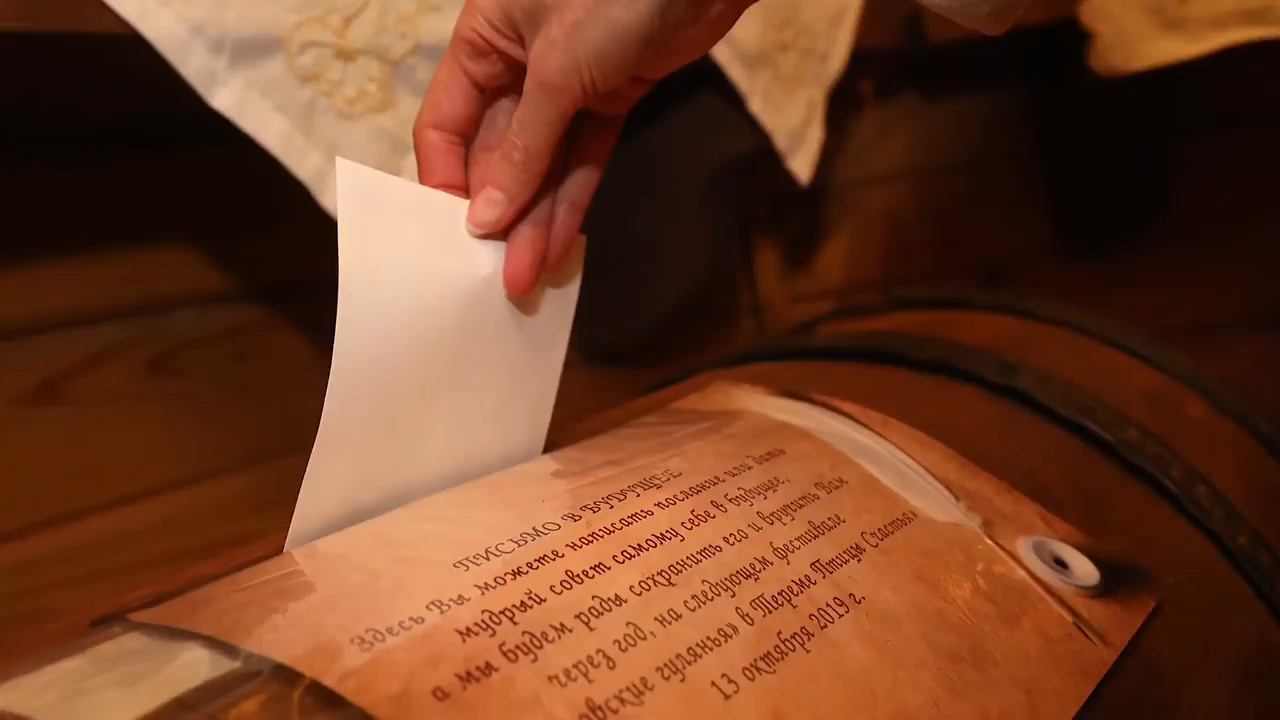 ПИСЬМО В БУДУЩЕЕ
Здесь Вы можете написать послание или дать
мудрый совет самому себе в будущее,
а мы будем рады сохранить его и вручить Вам
через год, на следующем фестивале
овские гулянья» в Тереме Птицы Счастья»
13 октября 2019 г.